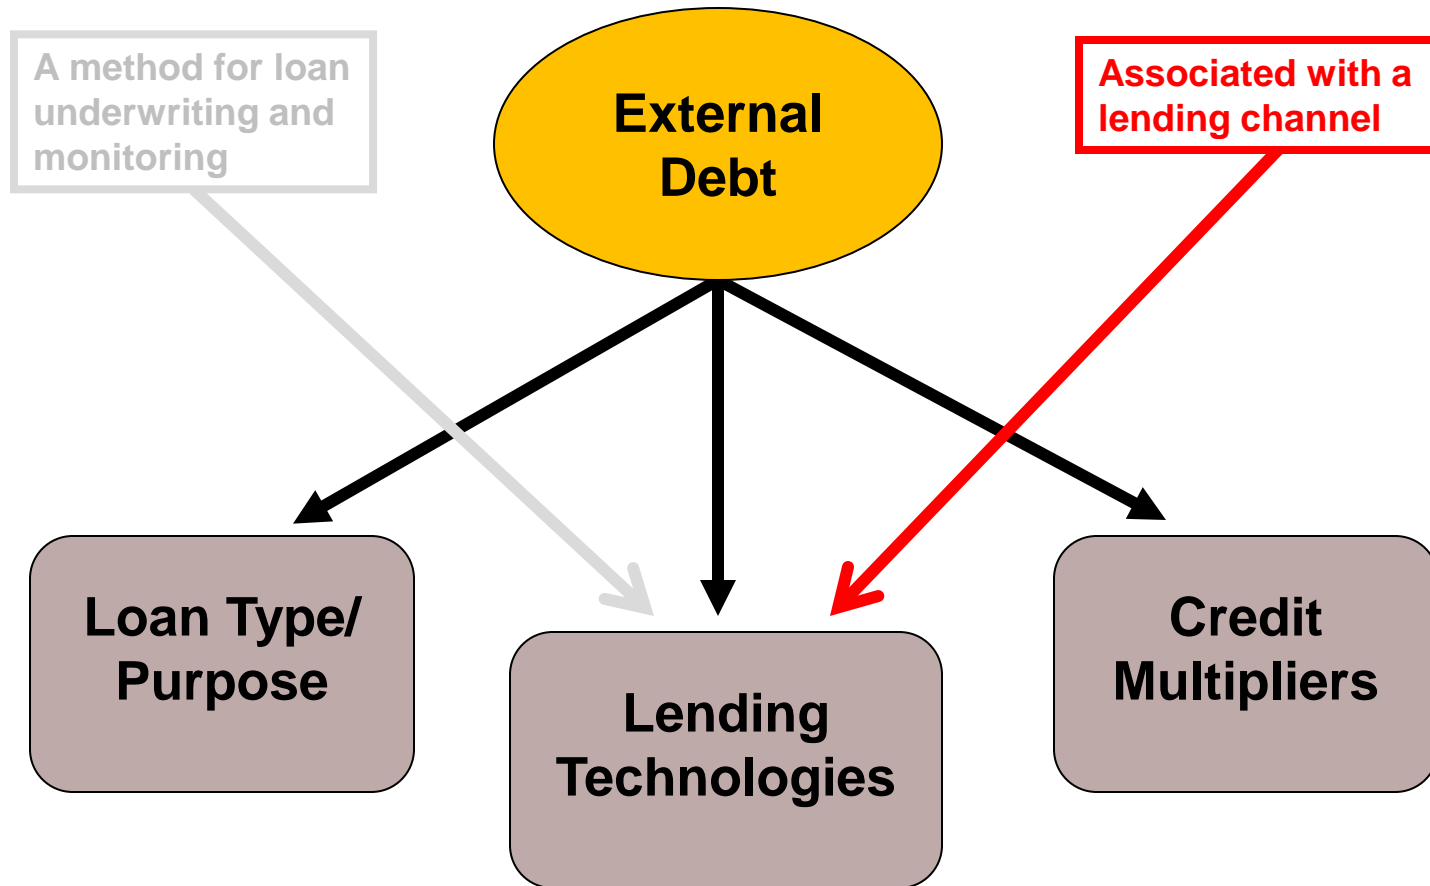 A method for loan
underwriting and
monitoring
External
Debt
Associated with a
lending channel
Loan Type/
Purpose
Lending
Technologies
Credit
Multipliers